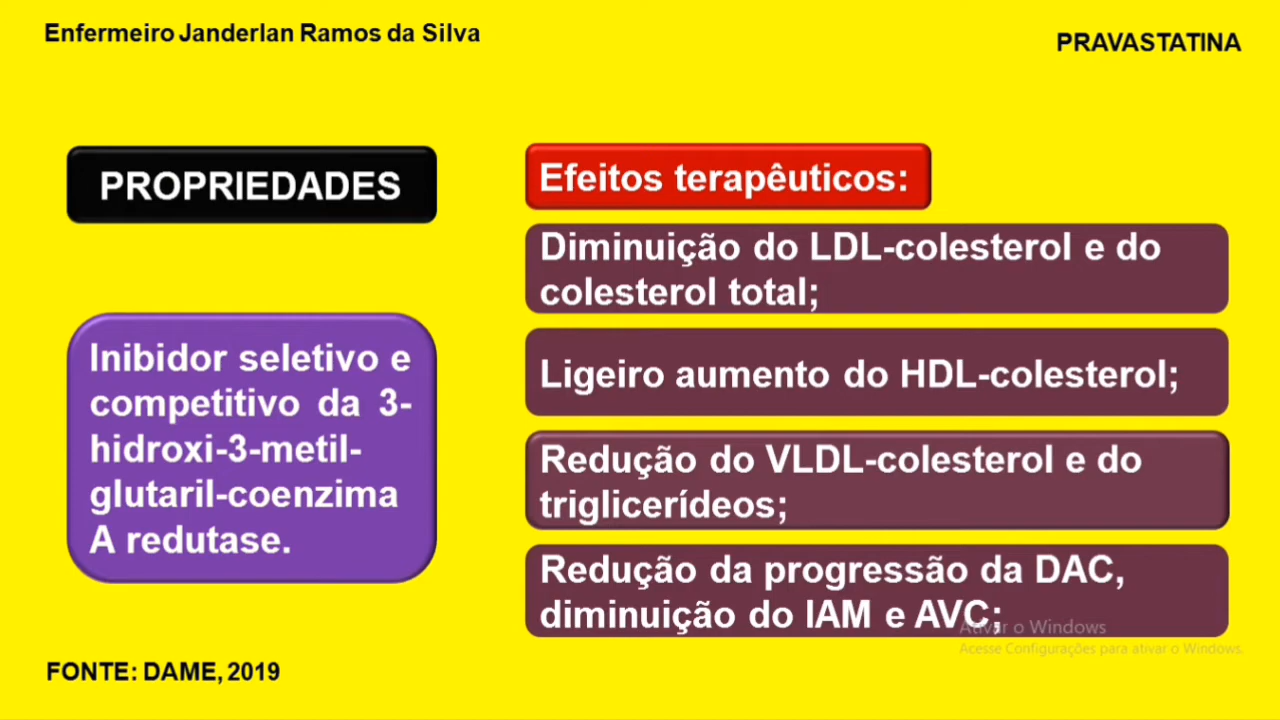 Enfermeiro Janderlan Ramos da Silva
PRAVASTATINA
PROPRIEDADES
Inibidor seletivo e
competitivo da 3-
hidroxi-3-metil-
glutaril-coenzima
A redutase.
Efeitos terapêuticos:
Diminuição do LDL-colesterol e do
colesterol total;
Ligeiro aumento do HDL-colesterol;
Redução do VLDL-colesterol e do
triglicerídeos;
Redução da progressão da DAC,
diminuição do IAM e AVC;
Ativar o Windows
Acesse Configurações para ativar o Windows.
FONTE: DAME, 2019